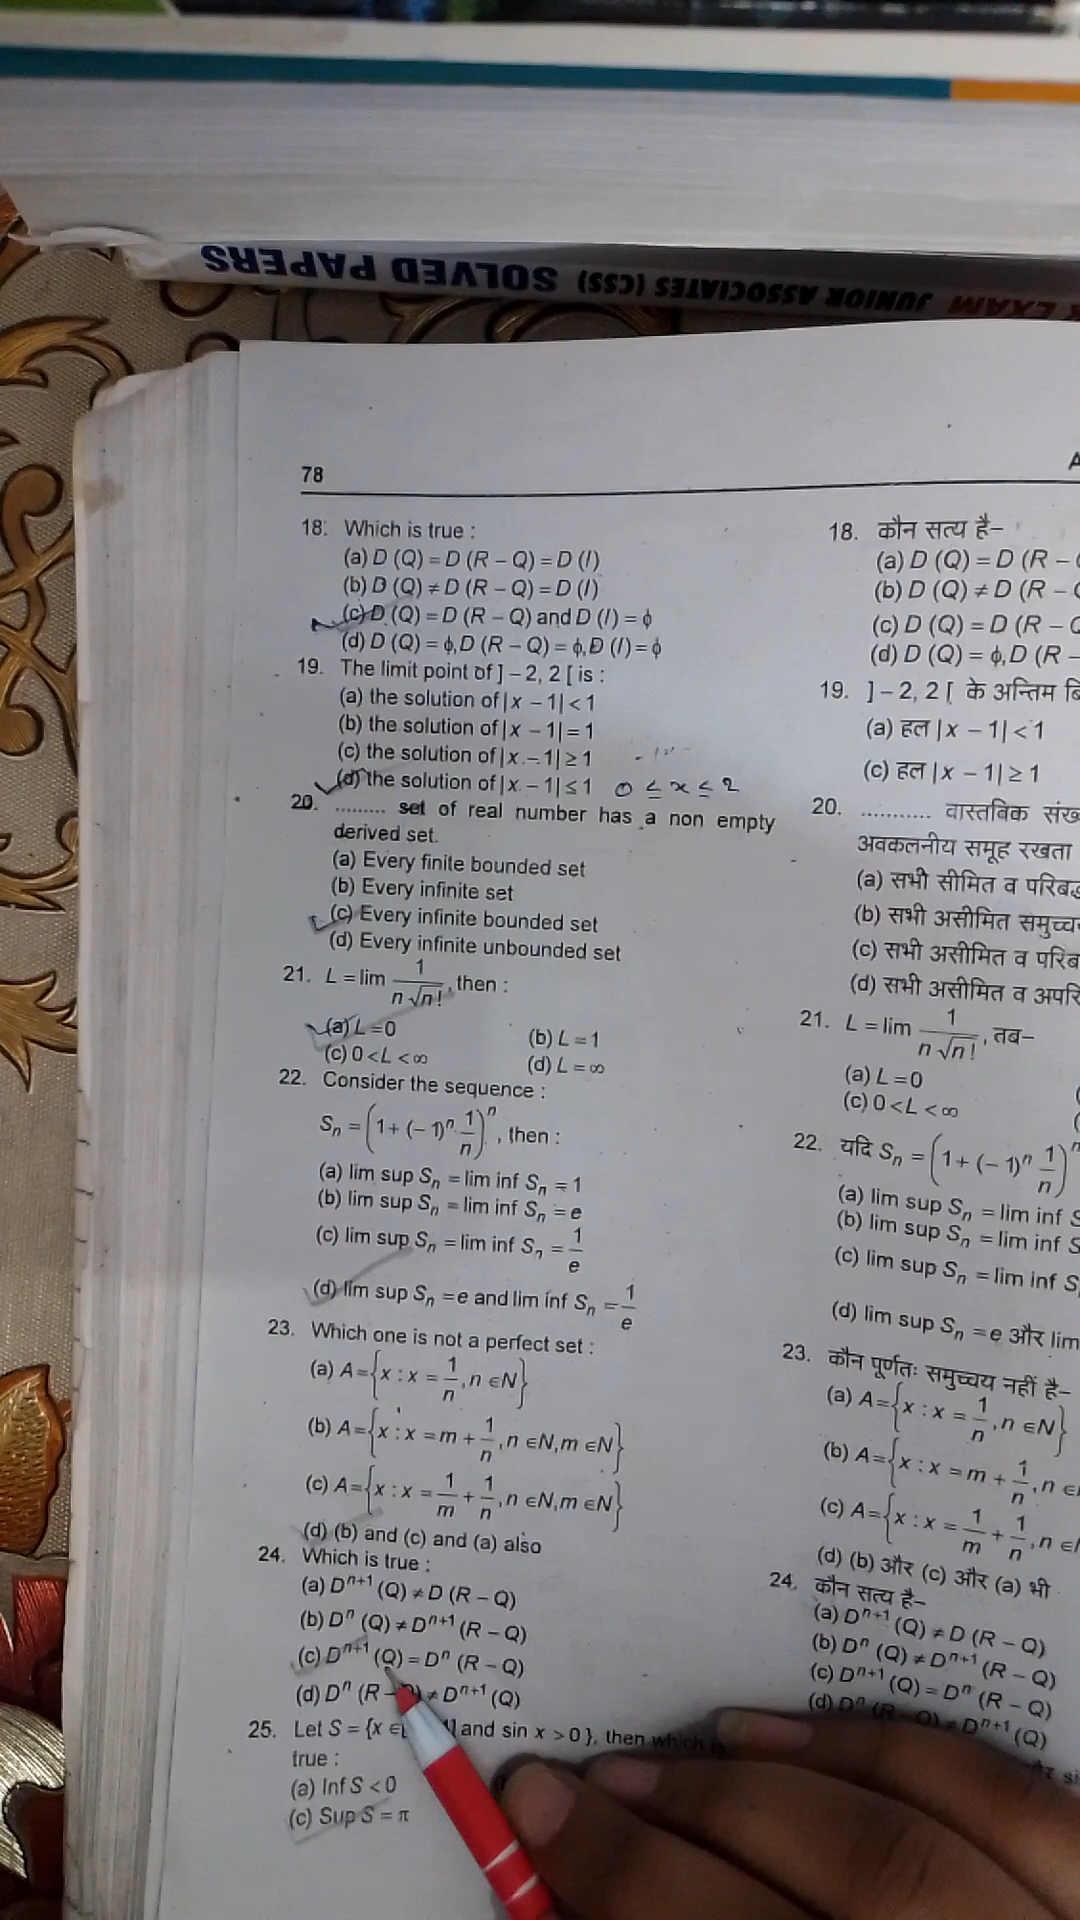 EXAM JUNIOR ASSOCIATES (CSS) SOLVED PAPERS
78
18. Which is true :
(a) D (Q) = D (R – Q) = D (I)
(b) D (Q) ≠ D (R – Q) = D (I)
(c) D (Q) = D (R – Q) and D (I) = ϕ
(d) D (Q) = ϕ, D (R – Q) = ϕ, D (I) = ϕ
19. The limit point of ] – 2, 2 [ is :
(a) the solution of | x – 1| < 1
(b) the solution of | x – 1| = 1
(c) the solution of | x – 1| ≥ 1
(d) the solution of | x – 1| ≤ 1 0 ≤ x ≤ 2
20. ......... set of real number has a non empty
derived set.
(a) Every finite bounded set
(b) Every infinite set
(c) Every infinite bounded set
(d) Every infinite unbounded set
21. L = lim 1/(n √n!), then :
(a) L = 0 (b) L = 1
(c) 0 < L < ∞ (d) L = ∞
22. Consider the sequence :
Sn = (1 + (– 1)^n 1/n)^n, then :
(a) lim sup Sn = lim inf Sn = 1
(b) lim sup Sn = lim inf Sn = e
(c) lim sup Sn = lim inf Sn = 1/e
(d) lim sup Sn = e and lim inf Sn = 1/e
23. Which one is not a perfect set :
(a) A = {x : x = 1/n, n ∈ N}
(b) A = {x : x = m + 1/n, n ∈ N, m ∈ N}
(c) A = {x : x = 1/m + 1/n, n ∈ N, m ∈ N}
(d) (b) and (c) and (a) also
24. Which is true :
(a) D^n+1 (Q) ≠ D (R – Q)
(b) D^n (Q) ≠ D^n+1 (R – Q)
(c) D^n+1 (Q) = D^n (R – Q)
(d) D^n (R – Q) ≠ D^n+1 (Q)
25. Let S = {x ∈ and sin x > 0 }, then which
true :
(a) Inf S < 0
(c) Sup S = π
18. कौन सत्य है–
(a) D (Q) = D (R –
(b) D (Q) ≠ D (R –
(c) D (Q) = D (R –
(d) D (Q) = ϕ, D (R –
19. ] – 2, 2 [ के अन्तिम
(a) हल | x – 1| < 1
(c) हल | x – 1| ≥ 1
20. ........... वास्तविक
अवकलनीय समूह रखता
(a) सभी सीमित व
(b) सभी असीमित
(c) सभी असीमित व
(d) सभी असीमित व
21. L = lim 1/(n √n!), तब–
(a) L = 0
(c) 0 < L < ∞
22. यदि Sn = (1 + (– 1)^n 1/n)
(a) lim sup Sn = lim inf
(b) lim sup Sn = lim inf
(c) lim sup Sn = lim inf
(d) lim sup Sn = e और lim
23. कौन पूर्णतः समुच्चय नहीं है–
(a) A = {x : x = 1/n, n ∈ N}
(b) A = {x : x = m + 1/n, n
(c) A = {x : x = 1/m + 1/n, n
(d) (b) और (c) और (a) भी
24. कौन सत्य है–
(a) D^n+1 (Q) ≠ D (R – Q)
(b) D^n (Q) ≠ D^n+1 (R – Q)
(c) D^n+1 (Q) = D^n (R – Q)
(d) D^n (R – Q) ≠ D^n+1 (Q)